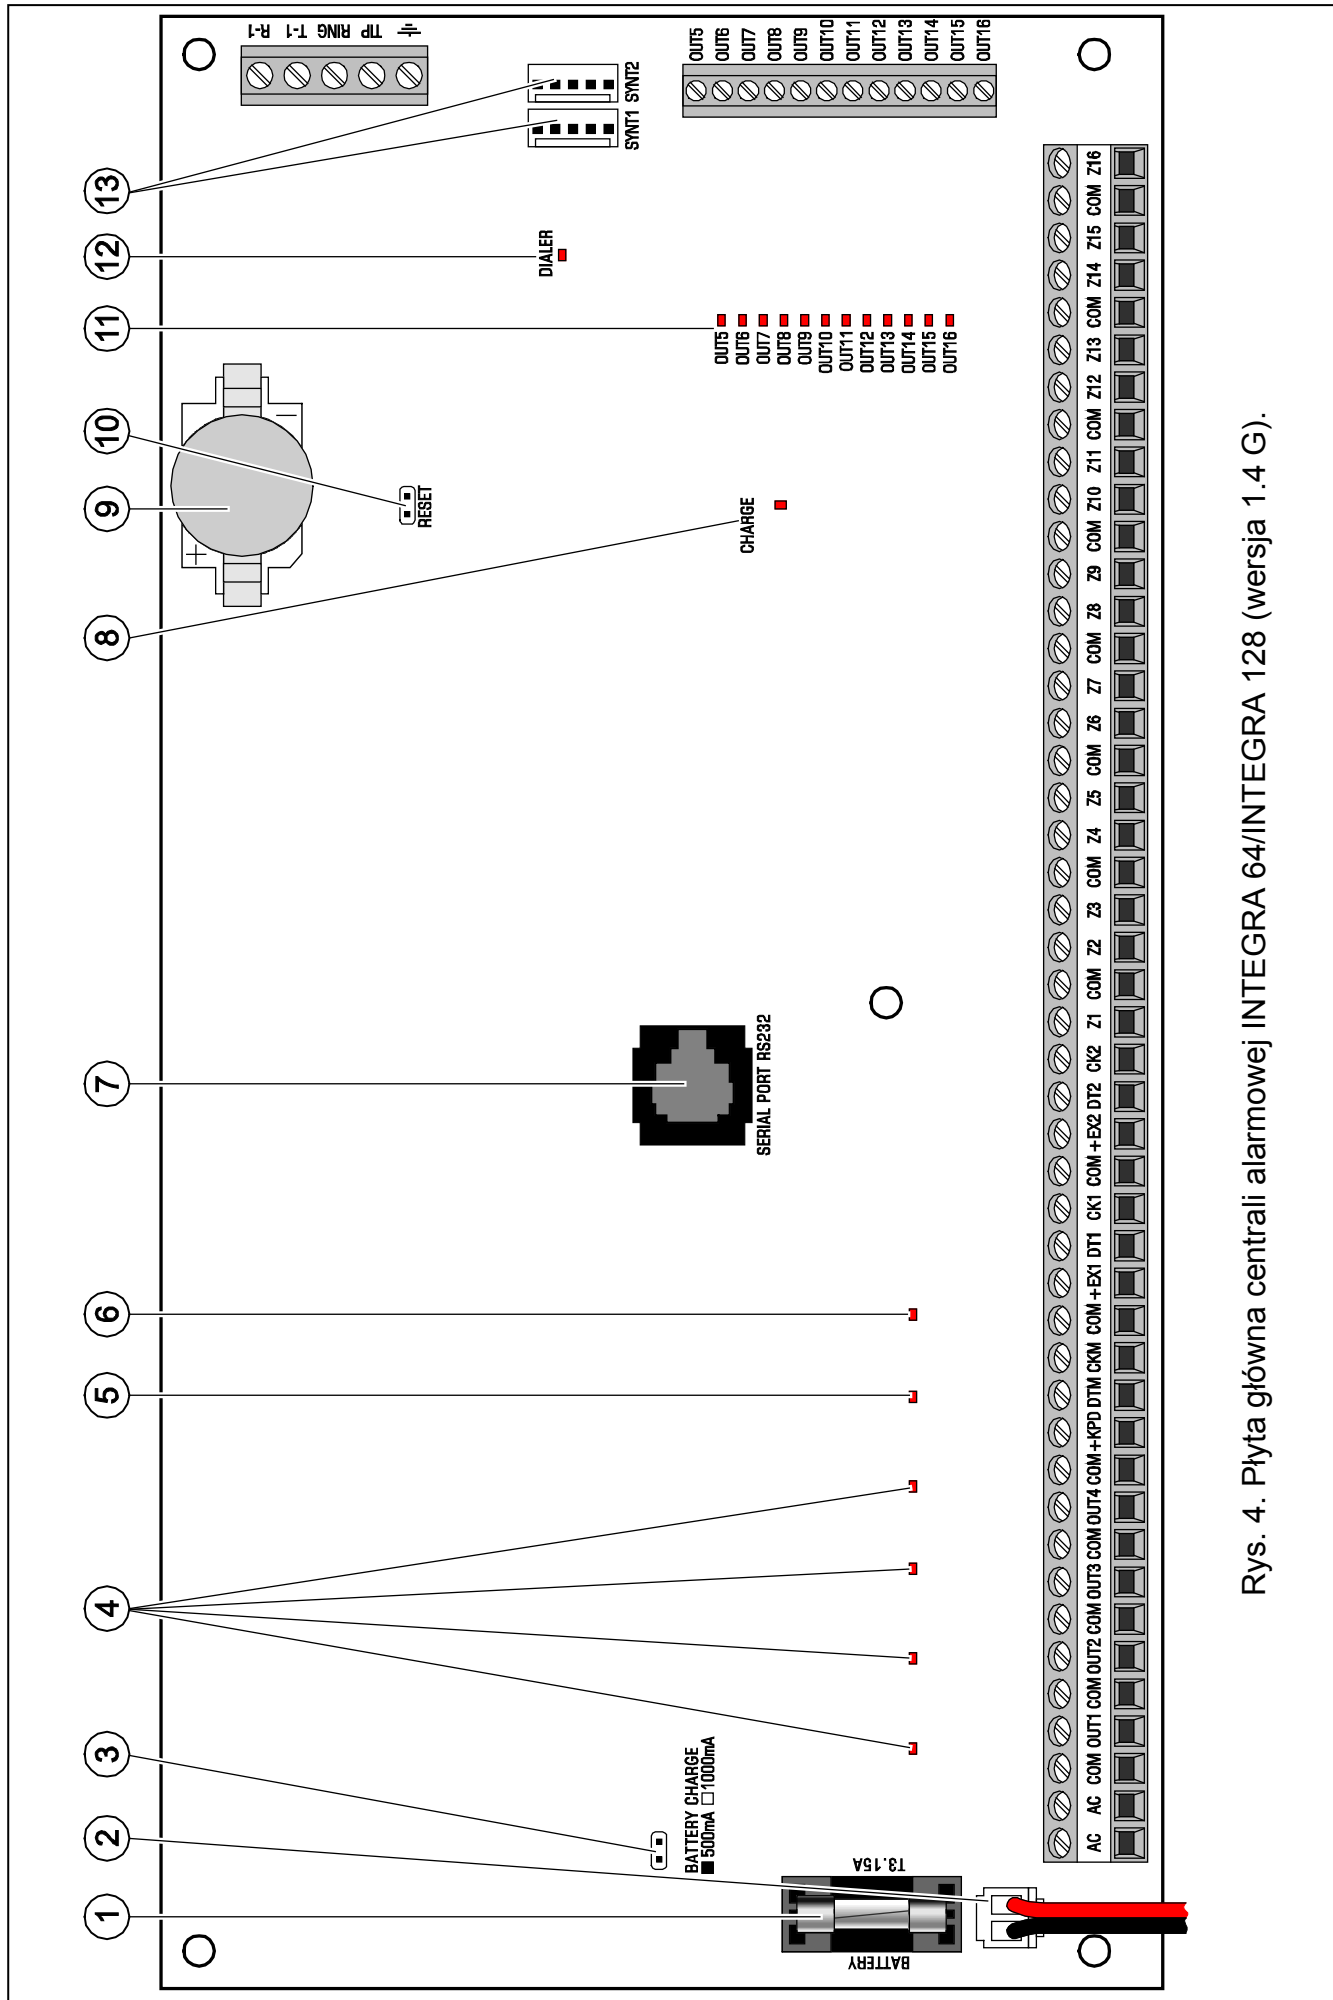 1
2
3
4
5
6
7
8
9
10
11
12
13
R-1 T-1 RING TIP
SYNT1 SYNT2
OUT5
OUT6
OUT7
OUT8
OUT9
OUT10
OUT11
OUT12
OUT13
OUT14
OUT15
OUT16
DIALER
OUT5
OUT6
OUT7
OUT8
OUT9
OUT10
OUT11
OUT12
OUT13
OUT14
OUT15
OUT16
+ −
RESET
CHARGE
SERIAL PORT RS232
BATTERY CHARGE
500mA 1000mA
BATTERY T3.15A
AC AC COM OUT1 COM OUT2 COM OUT3 COM OUT4 COM +KPD DTM CKM COM +EX1 DT1 CK1 COM +EX2 DT2 CK2 Z1 COM Z2 Z3 COM Z4 Z5 COM Z6 Z7 COM Z8 Z9 COM Z10 Z11 COM Z12 Z13 COM Z14 Z15 COM Z16
Rys. 4. Płyta główna centrali alarmowej INTEGRA 64/INTEGRA 128 (wersja 1.4 G).